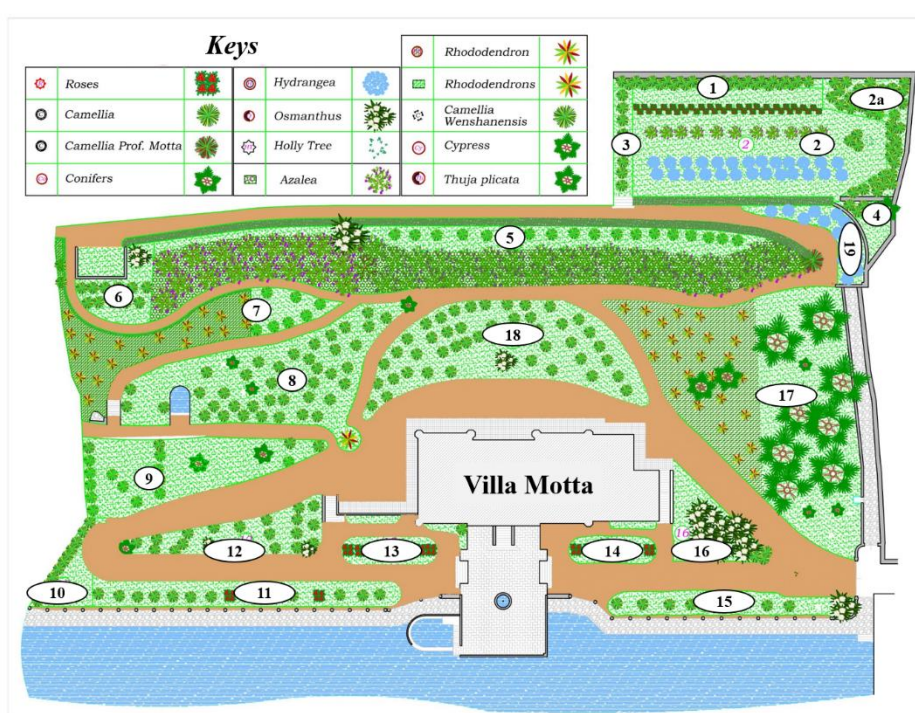 Keys
Roses
Camellia
Camellia Prof. Motta
Conifers
Hydrangea
Osmanthus
Holly Tree
Azalea
Rhododendron
Rhododendrons
Camellia Wenshanensis
Cypress
Thuja plicata
1
2a
3
2
2
4
5
19
6
7
18
8
17
9
Villa Motta
12
13
14
16
16
10
11
15